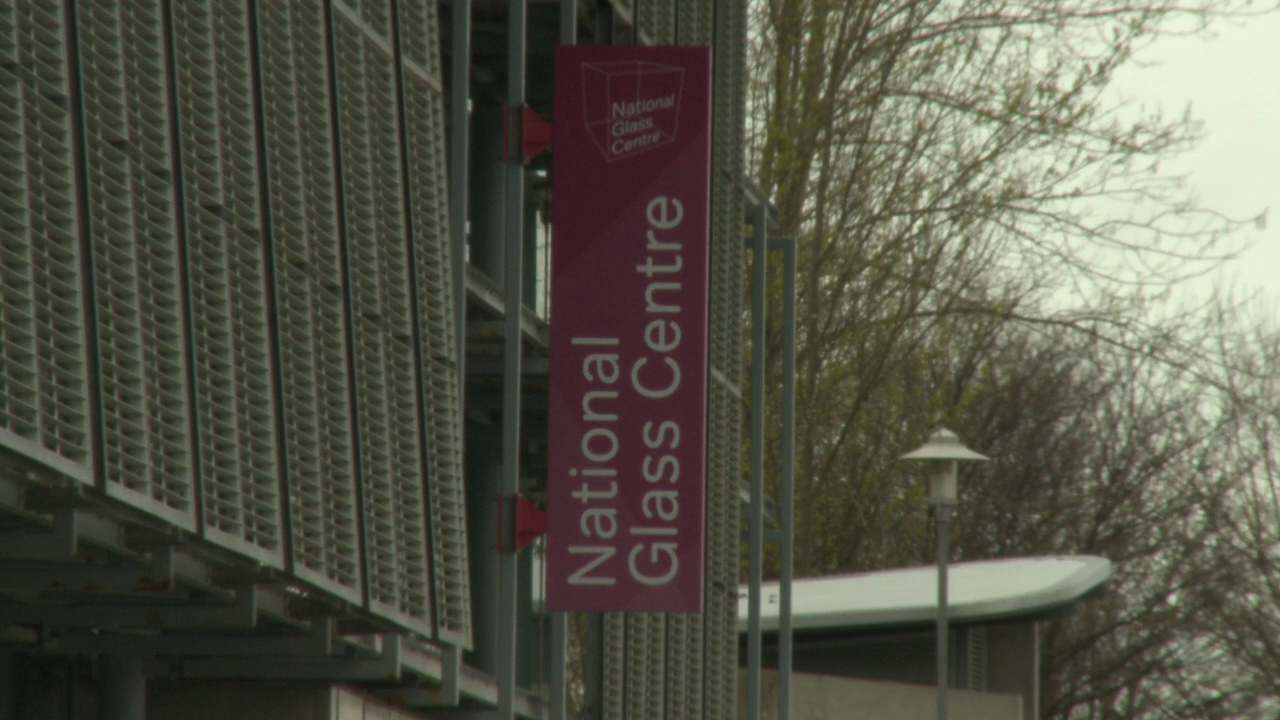 National
Glass
Centre
National
Glass Centre